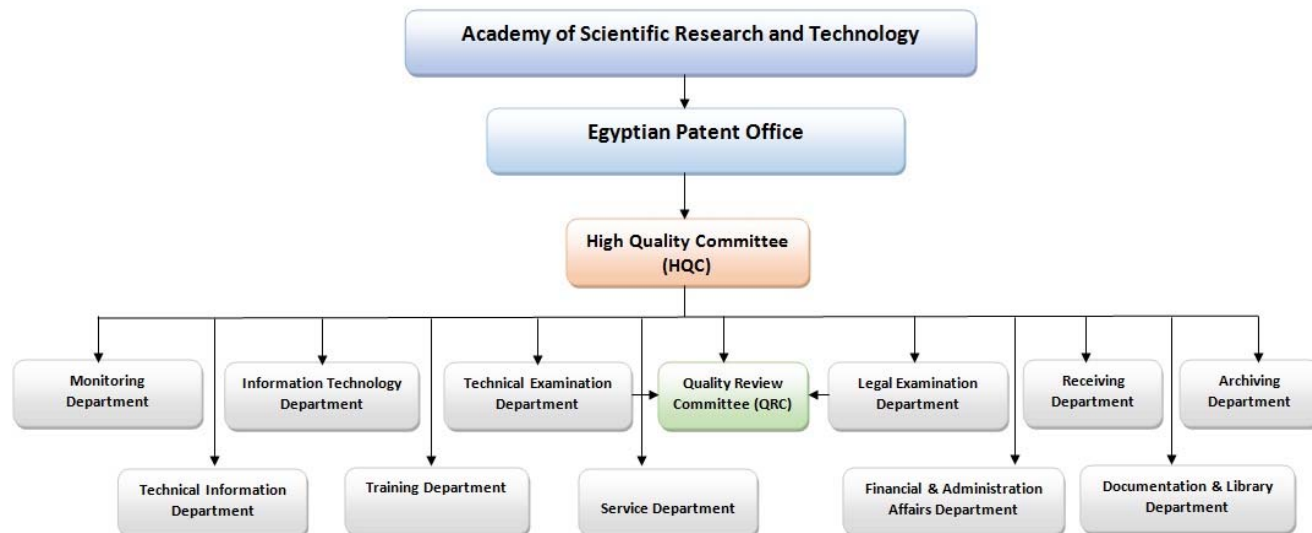 Academy of Scientific Research and Technology
Egyptian Patent Office
High Quality Committee
(HQC)
Monitoring
Department
Information Technology
Department
Technical Examination
Department
Quality Review
Committee (QRC)
Legal Examination
Department
Receiving
Department
Archiving
Department
Technical Information
Department
Training Department
Service Department
Financial & Administration
Affairs Department
Documentation & Library
Department